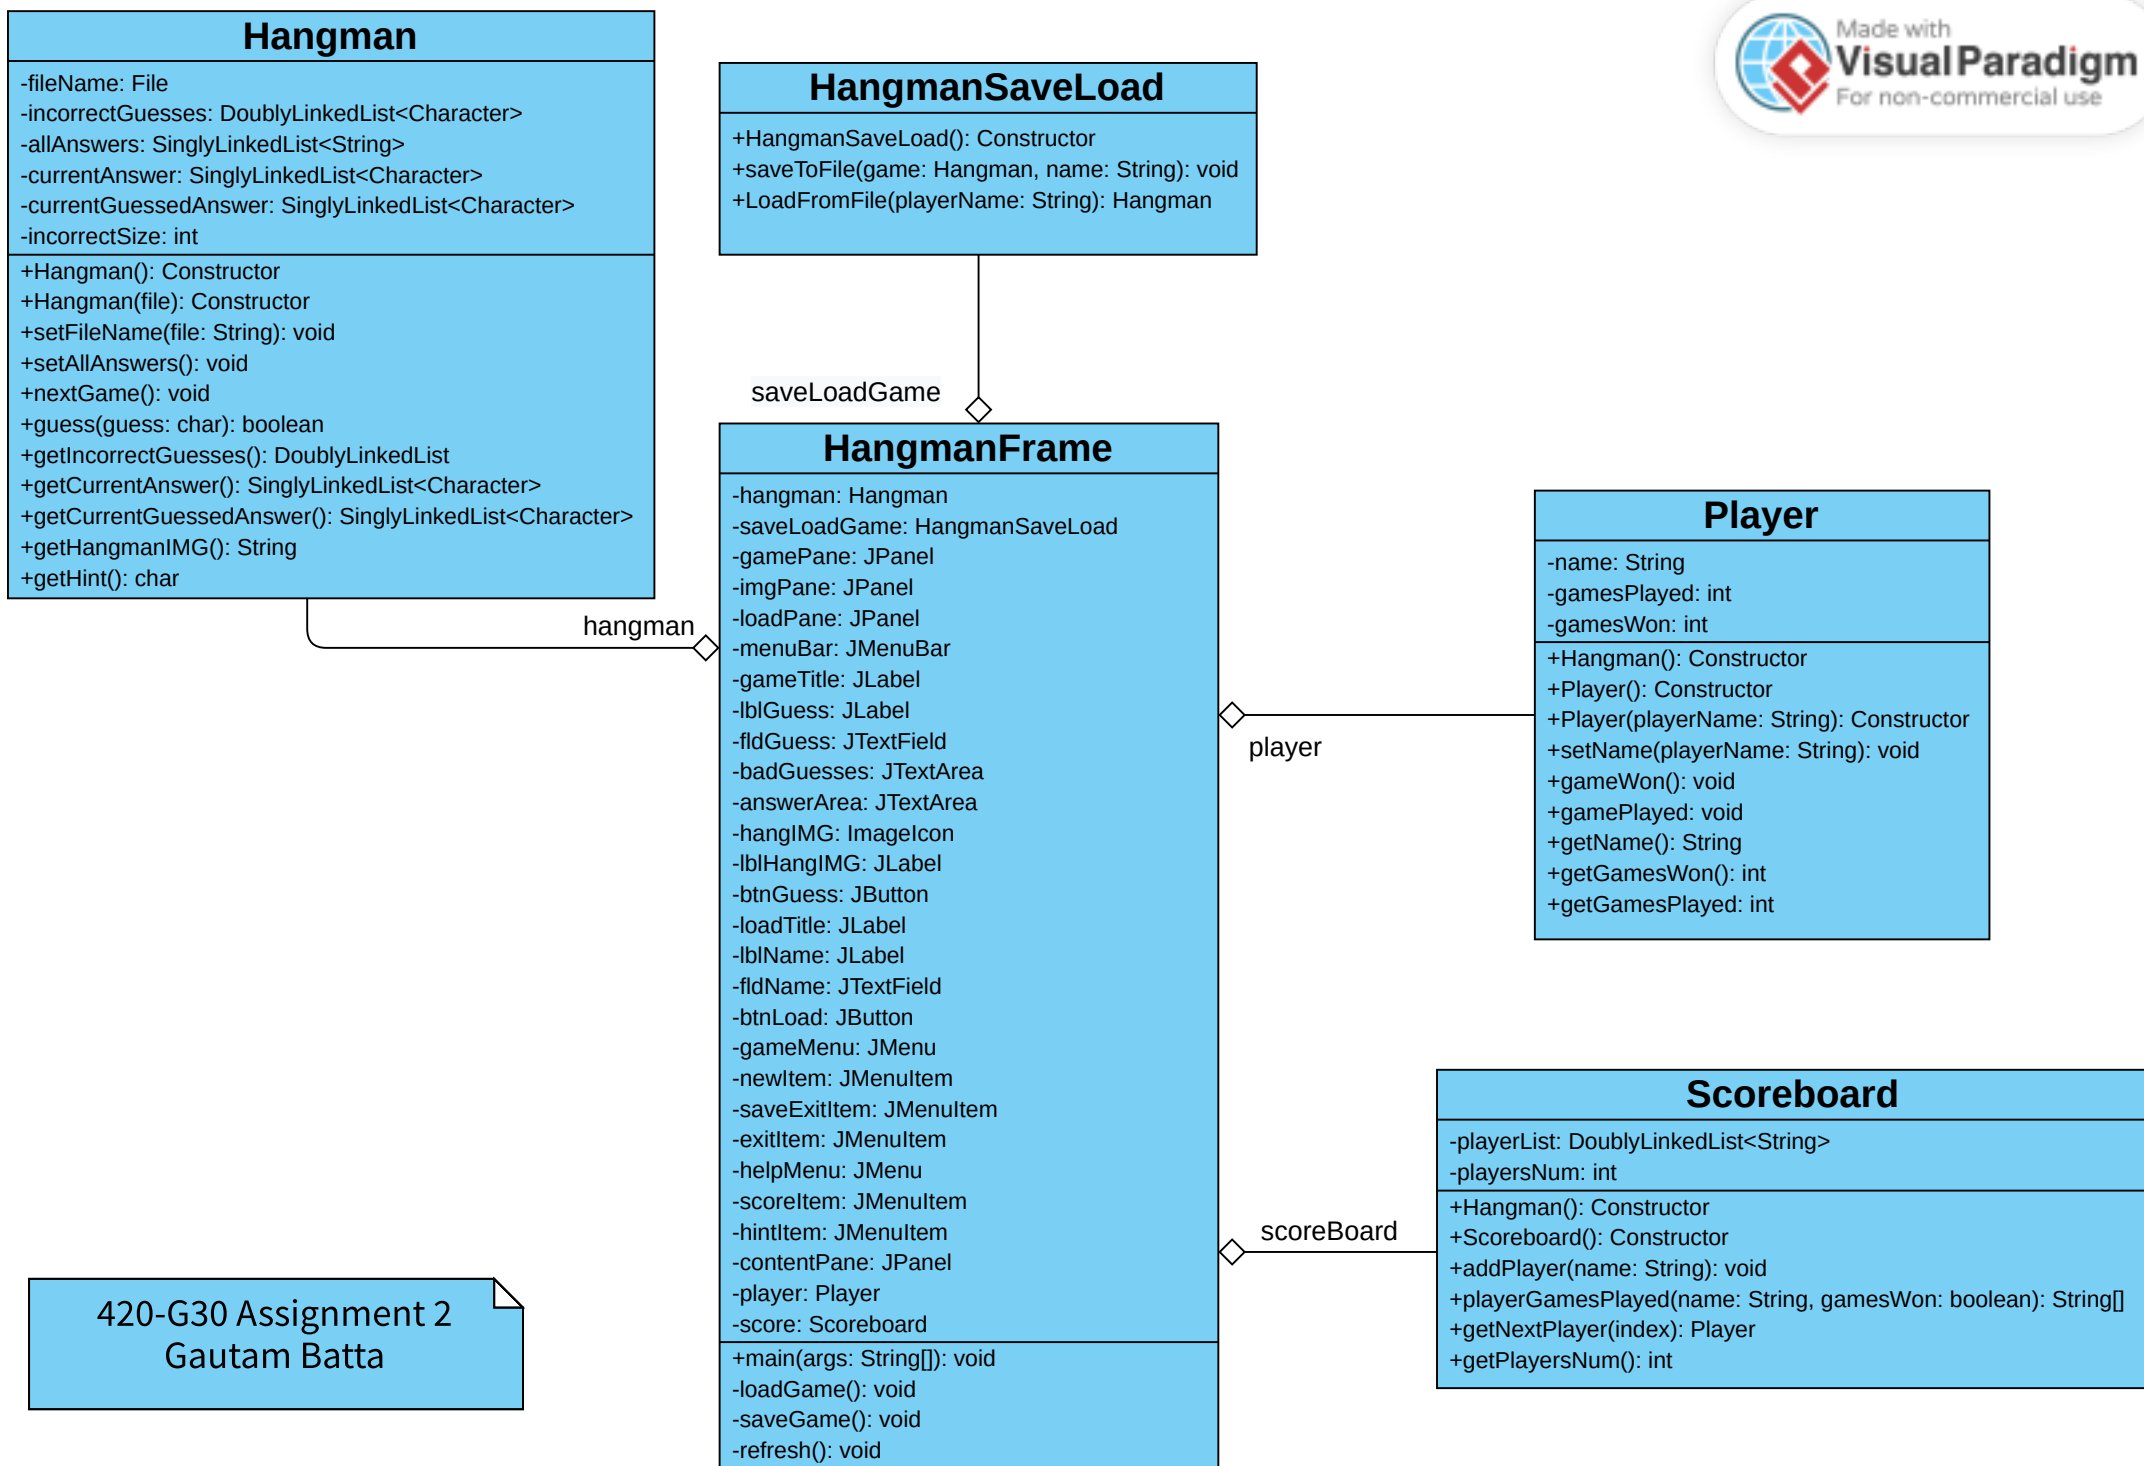 Hangman
-fileName: File
-incorrectGuesses: DoublyLinkedList<Character>
-allAnswers: SinglyLinkedList<String>
-currentAnswer: SinglyLinkedList<Character>
-currentGuessedAnswer: SinglyLinkedList<Character>
-incorrectSize: int
+Hangman(): Constructor
+Hangman(file): Constructor
+setFileName(file: String): void
+setAllAnswers(): void
+nextGame(): void
+guess(guess: char): boolean
+getIncorrectGuesses(): DoublyLinkedList
+getCurrentAnswer(): SinglyLinkedList<Character>
+getCurrentGuessedAnswer(): SinglyLinkedList<Character>
+getHangmanIMG(): String
+getHint(): char
HangmanSaveLoad
+HangmanSaveLoad(): Constructor
+saveToFile(game: Hangman, name: String): void
+LoadFromFile(playerName: String): Hangman
Made with
Visual Paradigm
For non-commercial use
saveLoadGame
hangman
HangmanFrame
-hangman: Hangman
-saveLoadGame: HangmanSaveLoad
-gamePane: JPanel
-imgPane: JPanel
-loadPane: JPanel
-menuBar: JMenuBar
-gameTitle: JLabel
-lblGuess: JLabel
-fldGuess: JTextField
-badGuesses: JTextArea
-answerArea: JTextArea
-hangIMG: ImageIcon
-lblHangIMG: JLabel
-btnGuess: JButton
-loadTitle: JLabel
-lblName: JLabel
-fldName: JTextField
-btnLoad: JButton
-gameMenu: JMenu
-newItem: JMenuItem
-saveExitItem: JMenuItem
-exitItem: JMenuItem
-helpMenu: JMenu
-scoreItem: JMenuItem
-hintItem: JMenuItem
-contentPane: JPanel
-player: Player
-score: Scoreboard
+main(args: String[]): void
-loadGame(): void
-saveGame(): void
-refresh(): void
player
Player
-name: String
-gamesPlayed: int
-gamesWon: int
+Hangman(): Constructor
+Player(): Constructor
+Player(playerName: String): Constructor
+setName(playerName: String): void
+gameWon(): void
+gamePlayed: void
+getName(): String
+getGamesWon(): int
+getGamesPlayed: int
scoreBoard
Scoreboard
-playerList: DoublyLinkedList<String>
-playersNum: int
+Hangman(): Constructor
+Scoreboard(): Constructor
+addPlayer(name: String): void
+playerGamesPlayed(name: String, gamesWon: boolean): String[]
+getNextPlayer(index): Player
+getPlayersNum(): int
420-G30 Assignment 2
Gautam Batta